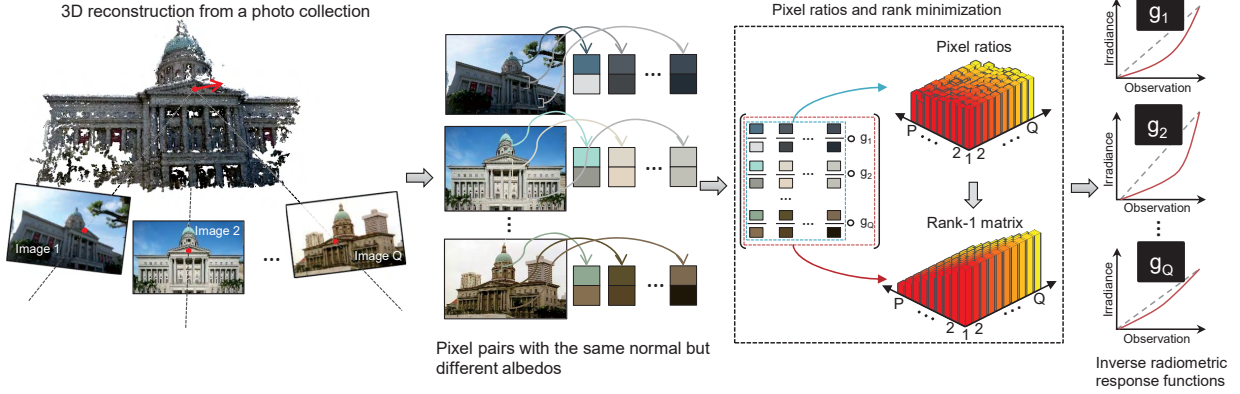 3D reconstruction from a photo collection
Image 1
Image 2
...
Image Q
...
...
...
...
Pixel pairs with the same normal but
different albedos
Pixel ratios and rank minimization
... g1
... g2
...
... gQ
Pixel ratios
P ... 2 1 2 ... Q
Rank-1 matrix
P ... 2 1 2 ... Q
g1
Irradiance
Observation
g2
Irradiance
Observation
...
gQ
Irradiance
Observation
Inverse radiometric
response functions